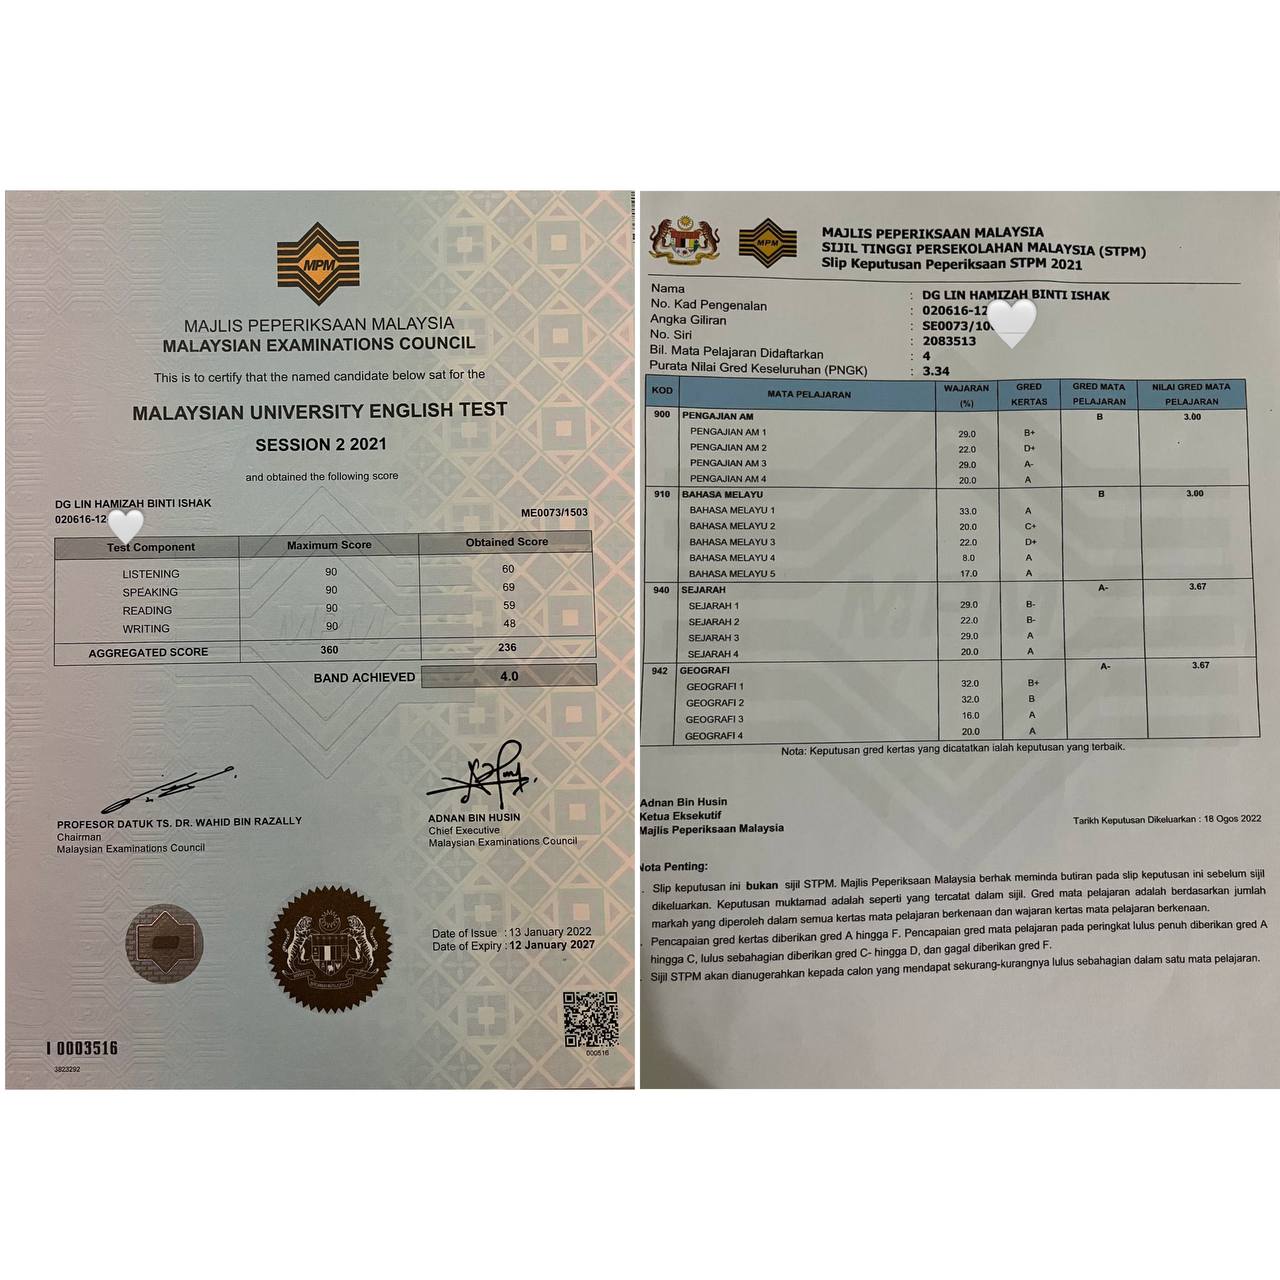 MPM
MAJLIS PEPERIKSAAN MALAYSIA
MALAYSIAN EXAMINATIONS COUNCIL
This is to certify that the named candidate below sat for the
MALAYSIAN UNIVERSITY ENGLISH TEST
SESSION 2 2021
and obtained the following score
DG LIN HAMIZAH BINTI ISHAK
020616-12
ME0073/1503
Test Component Maximum Score Obtained Score
LISTENING 90 60
SPEAKING 90 69
READING 90 59
WRITING 90 48
AGGREGATED SCORE 360 236
BAND ACHIEVED 4.0
PROFESOR DATUK TS. DR. WAHID BIN RAZALLY
Chairman
Malaysian Examinations Council
ADNAN BIN HUSIN
Chief Executive
Malaysian Examinations Council
Date of Issue : 13 January 2022
Date of Expiry : 12 January 2027
I 0003516
3823292
000516
MPM
MAJLIS PEPERIKSAAN MALAYSIA
SIJIL TINGGI PERSEKOLAHAN MALAYSIA (STPM)
Slip Keputusan Peperiksaan STPM 2021
Nama : DG LIN HAMIZAH BINTI ISHAK
No. Kad Pengenalan : 020616-12
Angka Giliran : SE0073/10
No. Siri : 2083513
Bil. Mata Pelajaran Didaftarkan : 4
Purata Nilai Gred Keseluruhan (PNGK) : 3.34
KOD MATA PELAJARAN WAJARAN (%) GRED KERTAS GRED MATA PELAJARAN NILAI GRED MATA PELAJARAN
900 PENGAJIAN AM B 3.00
PENGAJIAN AM 1 29.0 B+
PENGAJIAN AM 2 22.0 D+
PENGAJIAN AM 3 29.0 A-
PENGAJIAN AM 4 20.0 A
910 BAHASA MELAYU B 3.00
BAHASA MELAYU 1 33.0 A
BAHASA MELAYU 2 20.0 C+
BAHASA MELAYU 3 22.0 D+
BAHASA MELAYU 4 8.0 A
BAHASA MELAYU 5 17.0 A
940 SEJARAH A- 3.67
SEJARAH 1 29.0 B-
SEJARAH 2 22.0 B-
SEJARAH 3 29.0 A
SEJARAH 4 20.0 A
942 GEOGRAFI A- 3.67
GEOGRAFI 1 32.0 B+
GEOGRAFI 2 32.0 B
GEOGRAFI 3 16.0 A
GEOGRAFI 4 20.0 A
Nota: Keputusan gred kertas yang dicatatkan ialah keputusan yang terbaik.
Adnan Bin Husin
Ketua Eksekutif
Majlis Peperiksaan Malaysia
Tarikh Keputusan Dikeluarkan : 18 Ogos 2022
Nota Penting:
Slip keputusan ini bukan sijil STPM. Majlis Peperiksaan Malaysia berhak meminda butiran pada slip keputusan ini sebelum sijil
dikeluarkan. Keputusan muktamad adalah seperti yang tercatat dalam sijil. Gred mata pelajaran adalah berdasarkan jumlah
markah yang diperoleh dalam semua kertas mata pelajaran berkenaan dan wajaran kertas mata pelajaran berkenaan.
Pencapaian gred kertas diberikan gred A hingga F. Pencapaian gred mata pelajaran pada peringkat lulus penuh diberikan gred A
hingga C, lulus sebahagian diberikan gred C- hingga D, dan gagal diberikan gred F.
Sijil STPM akan dianugerahkan kepada calon yang mendapat sekurang-kurangnya lulus sebahagian dalam satu mata pelajaran.